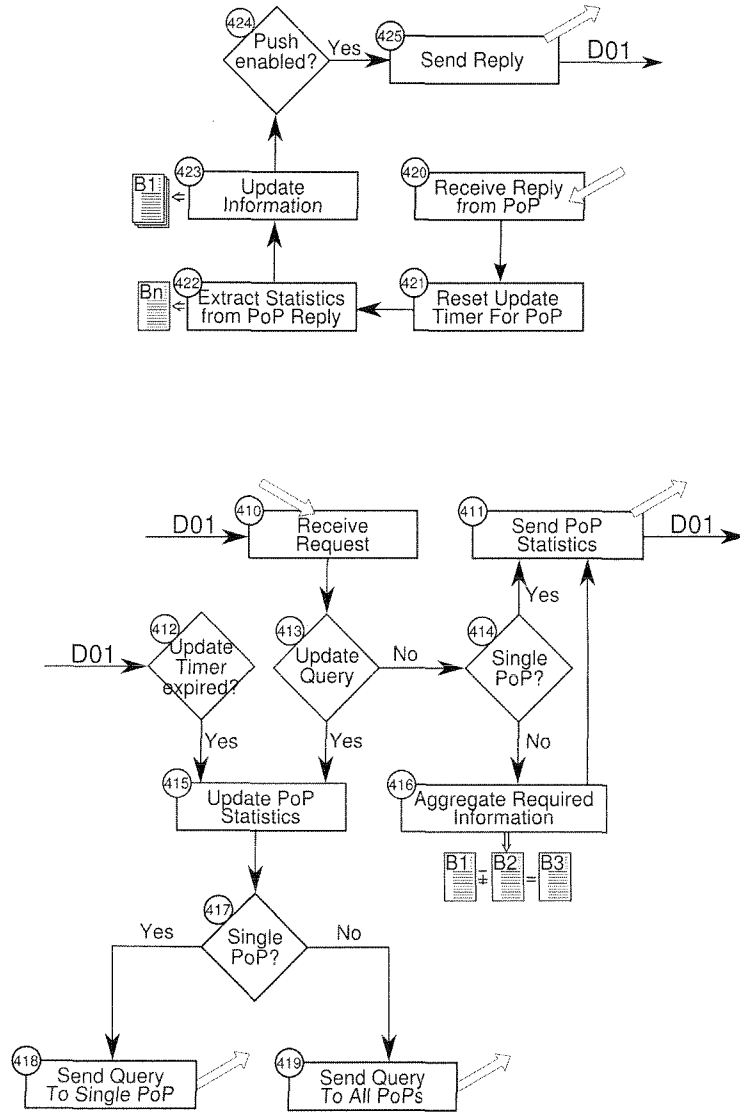 424
Push
enabled?
Yes
425
Send Reply
D01
B1
423
Update
Information
420
Receive Reply
from PoP
Bn
422
Extract Statistics
from PoP Reply
421
Reset Update
Timer For PoP
D01
410
Receive
Request
411
Send PoP
Statistics
D01
Yes
D01
412
Update
Timer
expired?
413
Update
Query
No
414
Single
PoP?
Yes
Yes
No
415
Update PoP
Statistics
416
Aggregate Required
Information
B1 ∓ B2 = B3
417
Single
PoP?
Yes
No
418
Send Query
To Single PoP
419
Send Query
To All PoPs